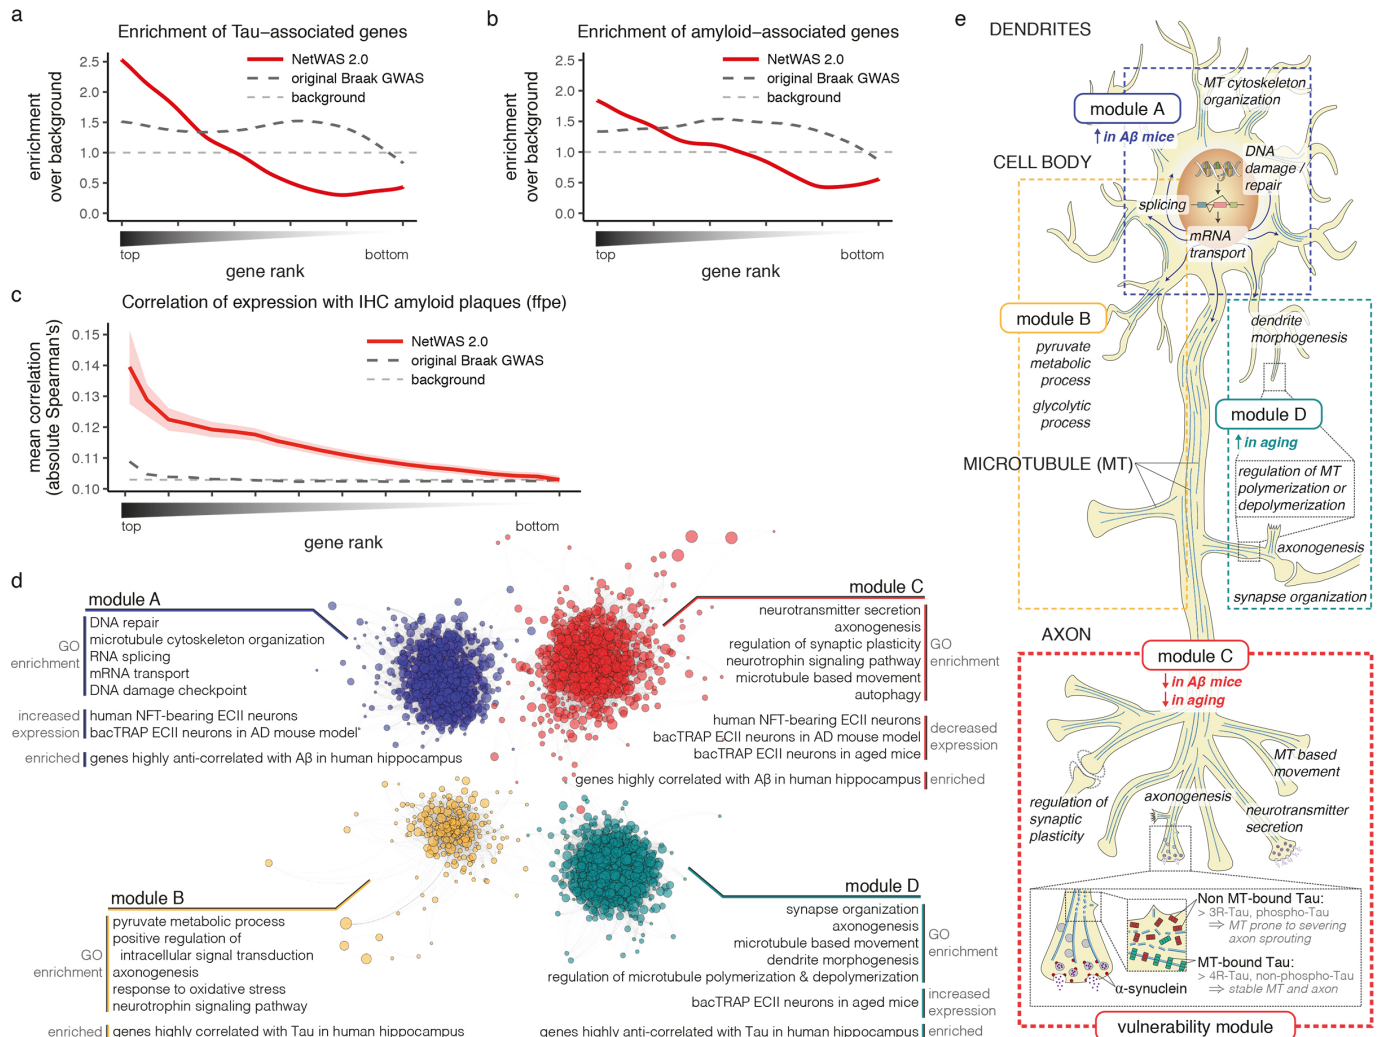 a
Enrichment of Tau–associated genes
enrichment
over background
2.5
2.0
1.5
1.0
0.5
0.0
NetWAS 2.0
original Braak GWAS
background
top
bottom
gene rank
b
Enrichment of amyloid–associated genes
enrichment
over background
2.5
2.0
1.5
1.0
0.5
0.0
NetWAS 2.0
original Braak GWAS
background
top
bottom
gene rank
c
Correlation of expression with IHC amyloid plaques (ffpe)
mean correlation
(absolute Spearman's)
0.15
0.14
0.13
0.12
0.11
0.10
NetWAS 2.0
original Braak GWAS
background
top
bottom
gene rank
d
module A
GO
enrichment
DNA repair
microtubule cytoskeleton organization
RNA splicing
mRNA transport
DNA damage checkpoint
increased
expression
human NFT-bearing ECII neurons
bacTRAP ECII neurons in AD mouse model*
enriched
genes highly anti-correlated with Aβ in human hippocampus
module C
neurotransmitter secretion
axonogenesis
regulation of synaptic plasticity
neurotrophin signaling pathway
microtubule based movement
autophagy
GO
enrichment
human NFT-bearing ECII neurons
bacTRAP ECII neurons in AD mouse model
bacTRAP ECII neurons in aged mice
decreased
expression
genes highly correlated with Aβ in human hippocampus
enriched
module B
GO
enrichment
pyruvate metabolic process
positive regulation of
intracellular signal transduction
axonogenesis
response to oxidative stress
neurotrophin signaling pathway
enriched
genes highly correlated with Tau in human hippocampus
module D
synapse organization
axonogenesis
microtubule based movement
dendrite morphogenesis
regulation of microtubule polymerization & depolymerization
GO
enrichment
bacTRAP ECII neurons in aged mice
increased
expression
genes highly anti-correlated with Tau in human hippocampus
enriched
e
DENDRITES
module A
↑ in Aβ mice
MT cytoskeleton
organization
CELL BODY
DNA
damage /
repair
splicing
mRNA
transport
module B
pyruvate
metabolic
process
glycolytic
process
dendrite
morphogenesis
module D
↑ in aging
MICROTUBULE (MT)
regulation of MT
polymerization or
depolymerization
axonogenesis
synapse organization
AXON
module C
↓ in Aβ mice
↓ in aging
MT based
movement
regulation of
synaptic
plasticity
axonogenesis
neurotransmitter
secretion
Non MT-bound Tau:
> 3R-Tau, phospho-Tau
⇒ MT prone to severing
axon sprouting
MT-bound Tau:
> 4R-Tau, non-phospho-Tau
⇒ stable MT and axon
α-synuclein
vulnerability module